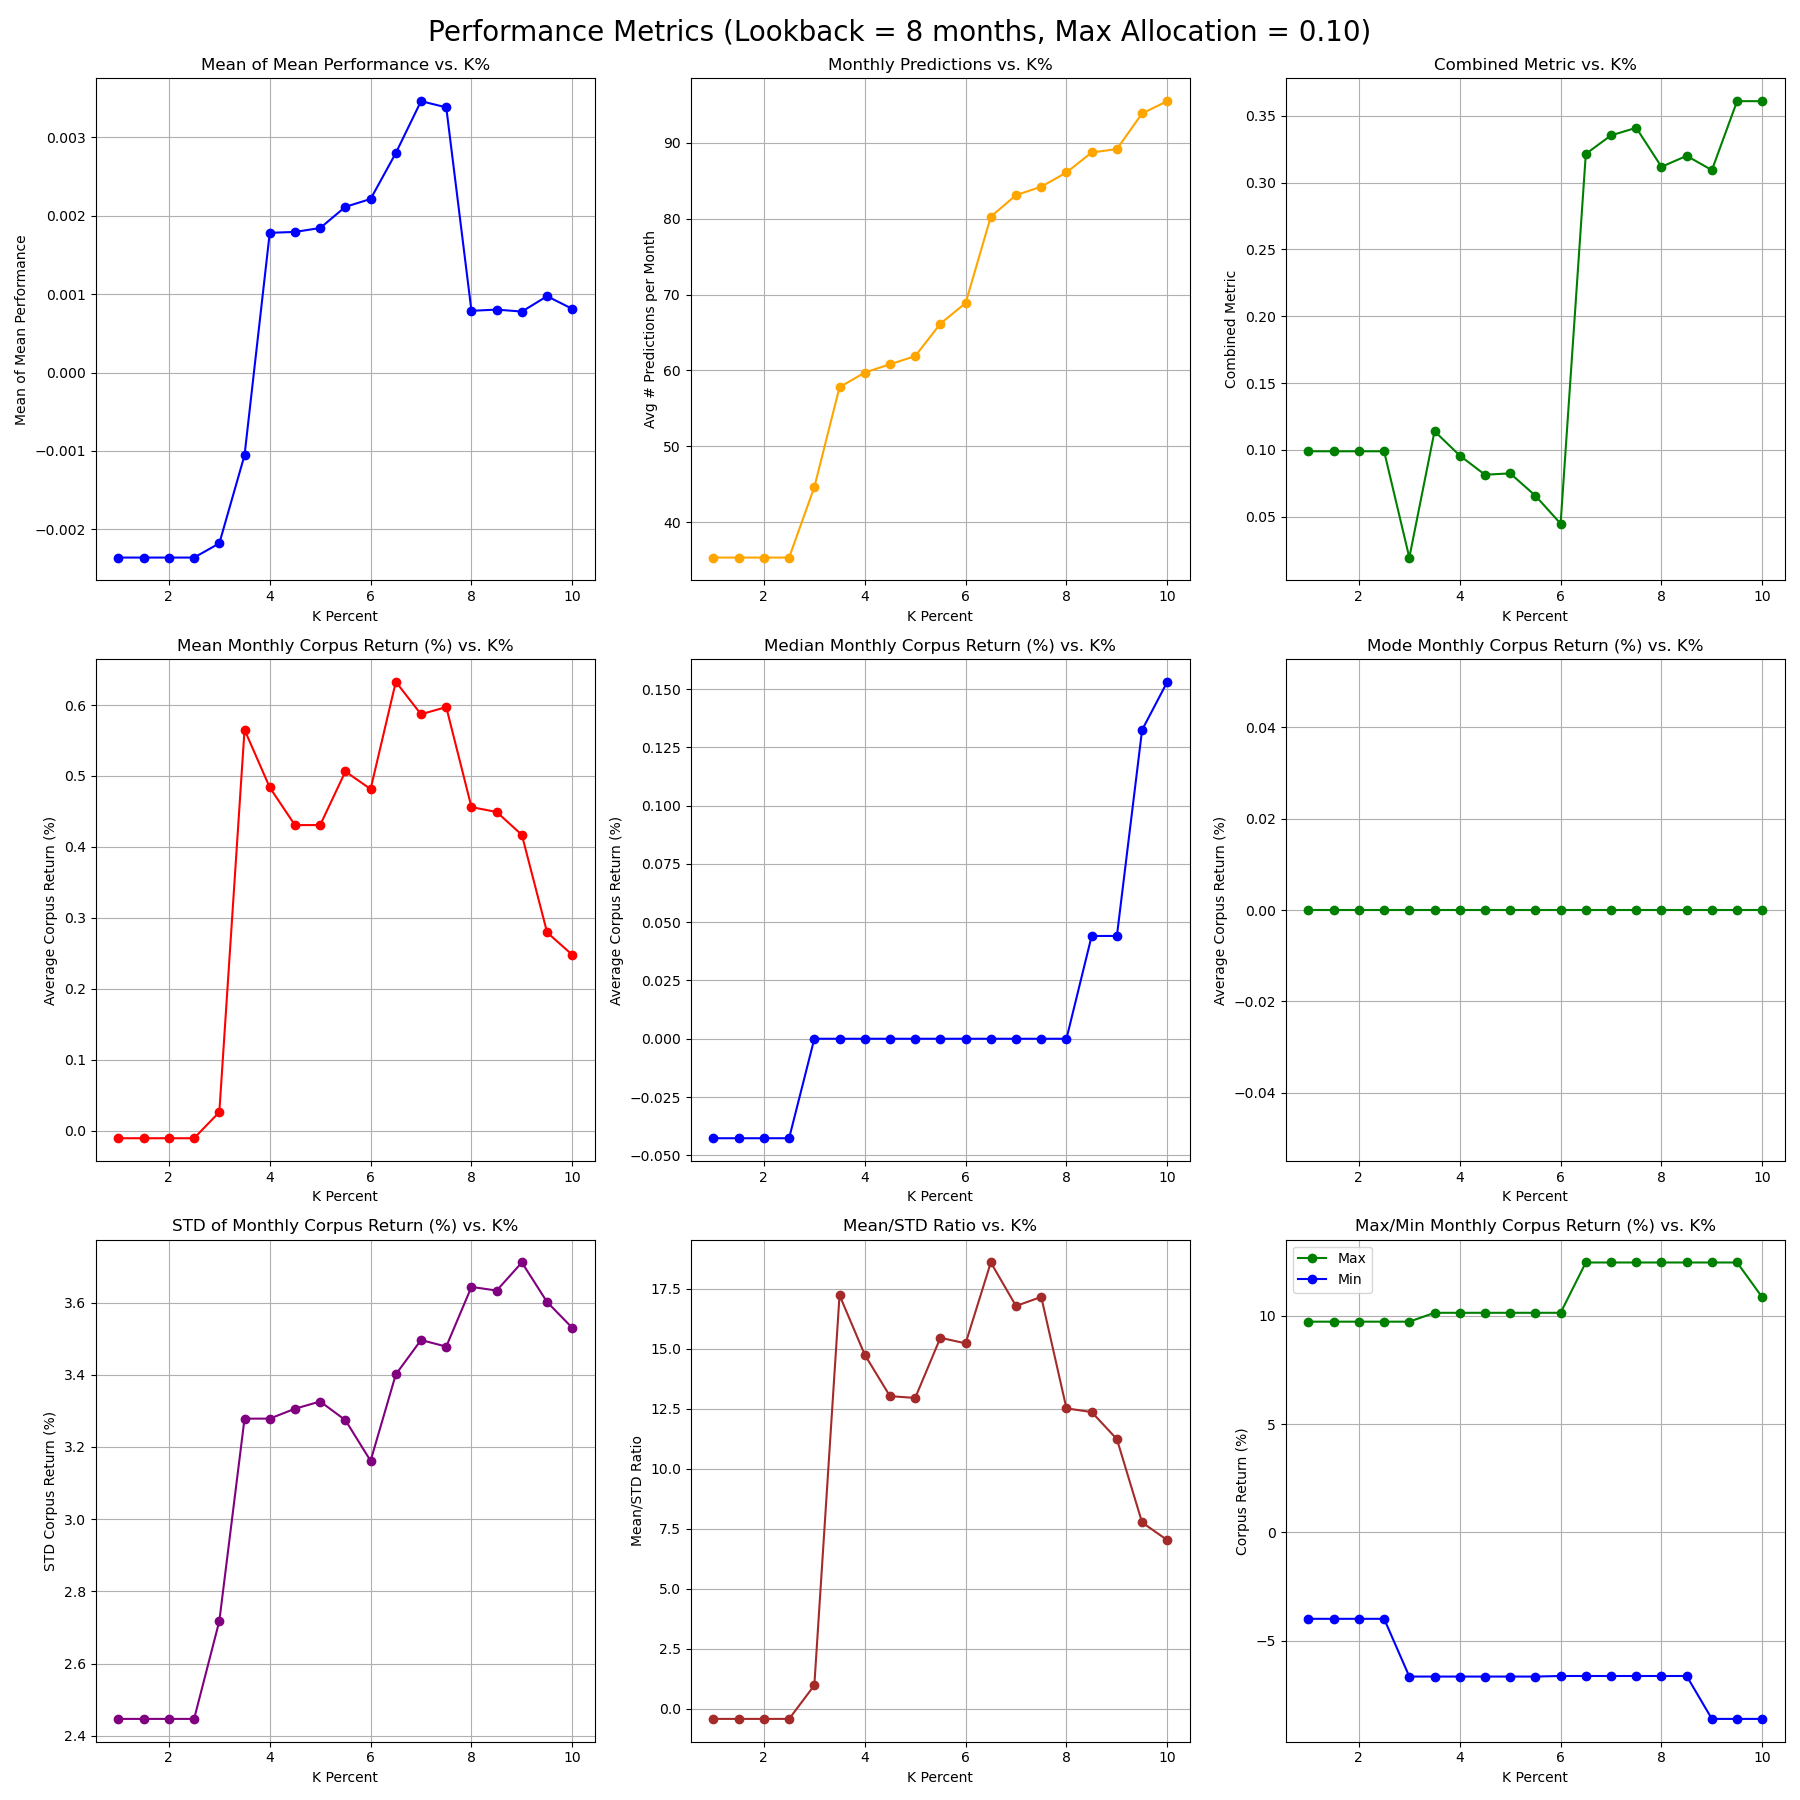 Performance Metrics (Lookback = 8 months, Max Allocation = 0.10)
Mean of Mean Performance vs. K%
Mean of Mean Performance
0.003
0.002
0.001
0.000
−0.001
−0.002
2 4 6 8 10
K Percent
Monthly Predictions vs. K%
Avg # Predictions per Month
90
80
70
60
50
40
2 4 6 8 10
K Percent
Combined Metric vs. K%
Combined Metric
0.35
0.30
0.25
0.20
0.15
0.10
0.05
2 4 6 8 10
K Percent
Mean Monthly Corpus Return (%) vs. K%
Average Corpus Return (%)
0.6
0.5
0.4
0.3
0.2
0.1
0.0
2 4 6 8 10
K Percent
Median Monthly Corpus Return (%) vs. K%
Average Corpus Return (%)
0.150
0.125
0.100
0.075
0.050
0.025
0.000
−0.025
−0.050
2 4 6 8 10
K Percent
Mode Monthly Corpus Return (%) vs. K%
Average Corpus Return (%)
0.04
0.02
0.00
−0.02
−0.04
2 4 6 8 10
K Percent
STD of Monthly Corpus Return (%) vs. K%
STD Corpus Return (%)
3.6
3.4
3.2
3.0
2.8
2.6
2.4
2 4 6 8 10
K Percent
Mean/STD Ratio vs. K%
Mean/STD Ratio
17.5
15.0
12.5
10.0
7.5
5.0
2.5
0.0
2 4 6 8 10
K Percent
Max/Min Monthly Corpus Return (%) vs. K%
Max
Min
Corpus Return (%)
10
5
0
−5
2 4 6 8 10
K Percent